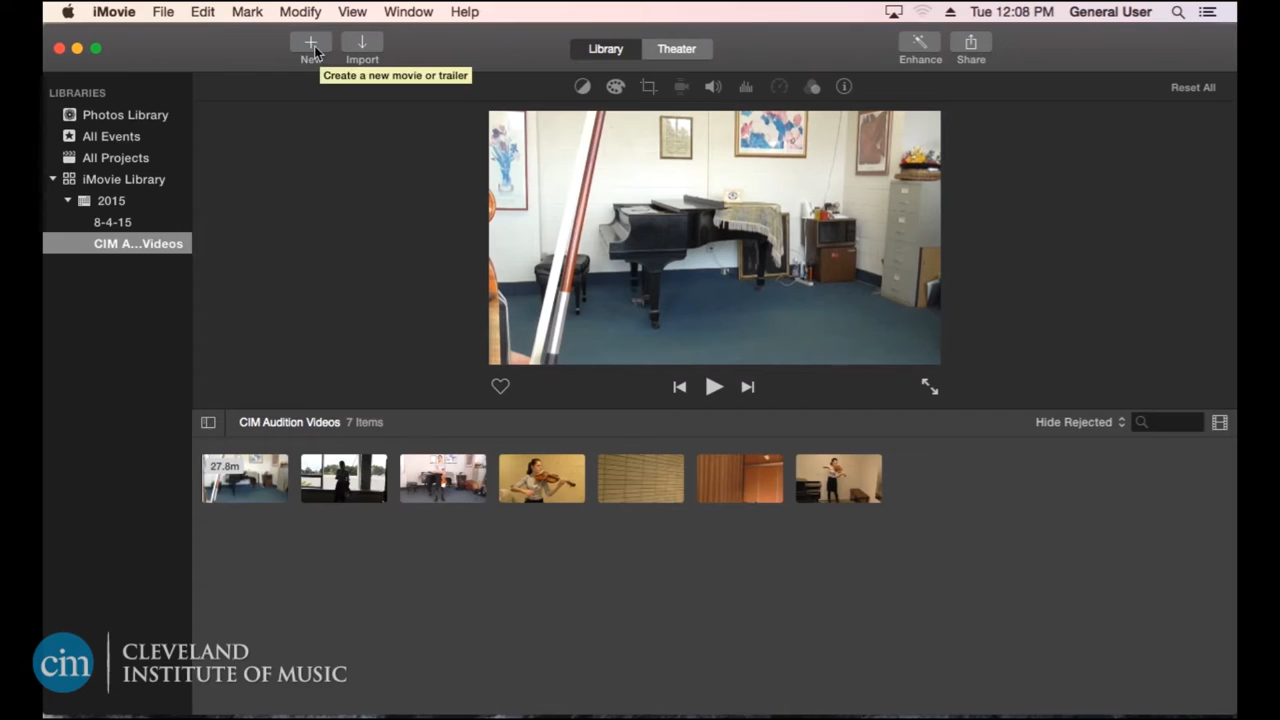 iMovie File Edit Mark Modify View Window Help Tue 12:08 PM General User
New Import Library Theater Enhance Share
Create a new movie or trailer
Reset All
LIBRARIES
Photos Library
All Events
All Projects
iMovie Library
2015
8-4-15
CIM A...Videos
CIM Audition Videos 7 Items Hide Rejected
27.8m
cim CLEVELAND
INSTITUTE OF MUSIC